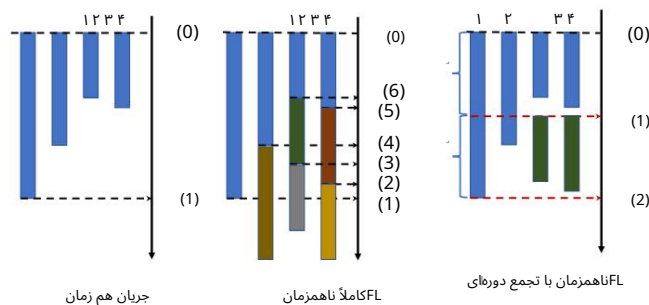 ۱ ۲ ۳ ۴
(0)
(1)
جریان هم زمان
۱ ۲ ۳ ۴
(0)
(6)
(5)
(4)
(3)
(2)
(1)
FLکاملاً ناهمزمان
۱ ۲ ۳ ۴
(0)
(1)
(2)
FLناهمزمان با تجمع دوره‌ای